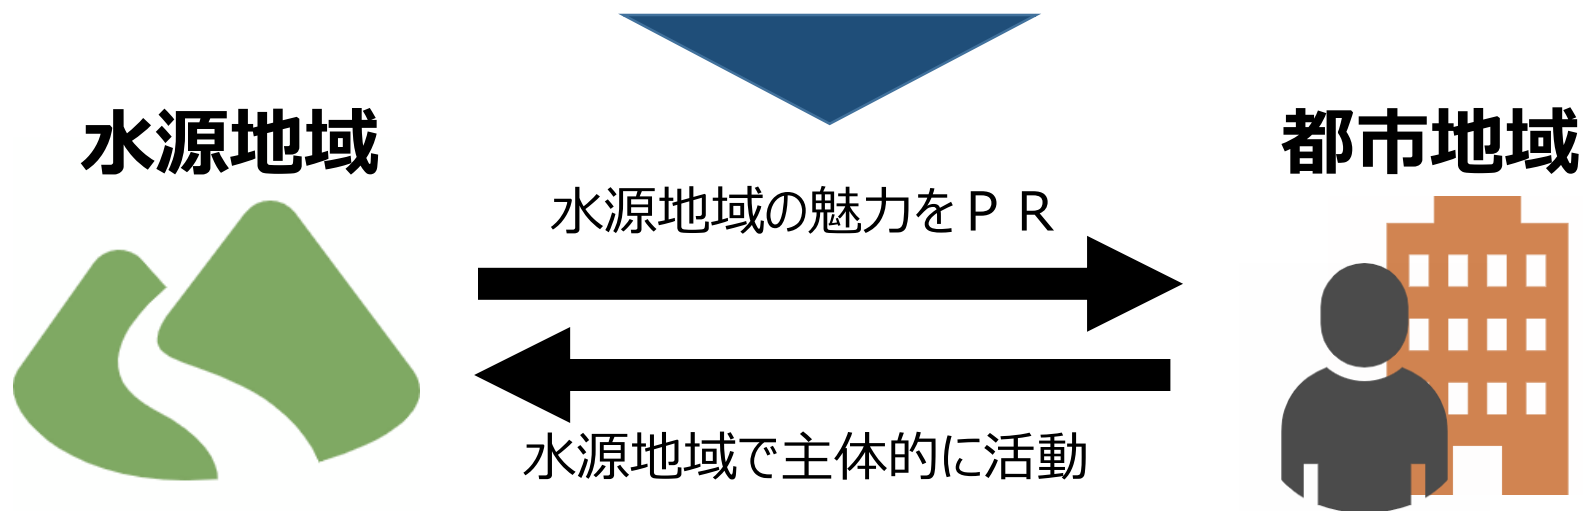 水源地域
都市地域
水源地域の魅力をＰＲ
水源地域で主体的に活動